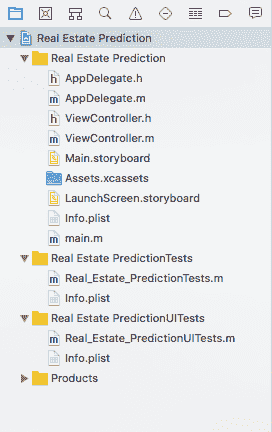 Real Estate Prediction
Real Estate Prediction
h AppDelegate.h
m AppDelegate.m
h ViewController.h
m ViewController.m
Main.storyboard
Assets.xcassets
LaunchScreen.storyboard
Info.plist
m main.m
Real Estate PredictionTests
m Real_Estate_PredictionTests.m
Info.plist
Real Estate PredictionUITests
m Real_Estate_PredictionUITests.m
Info.plist
Products